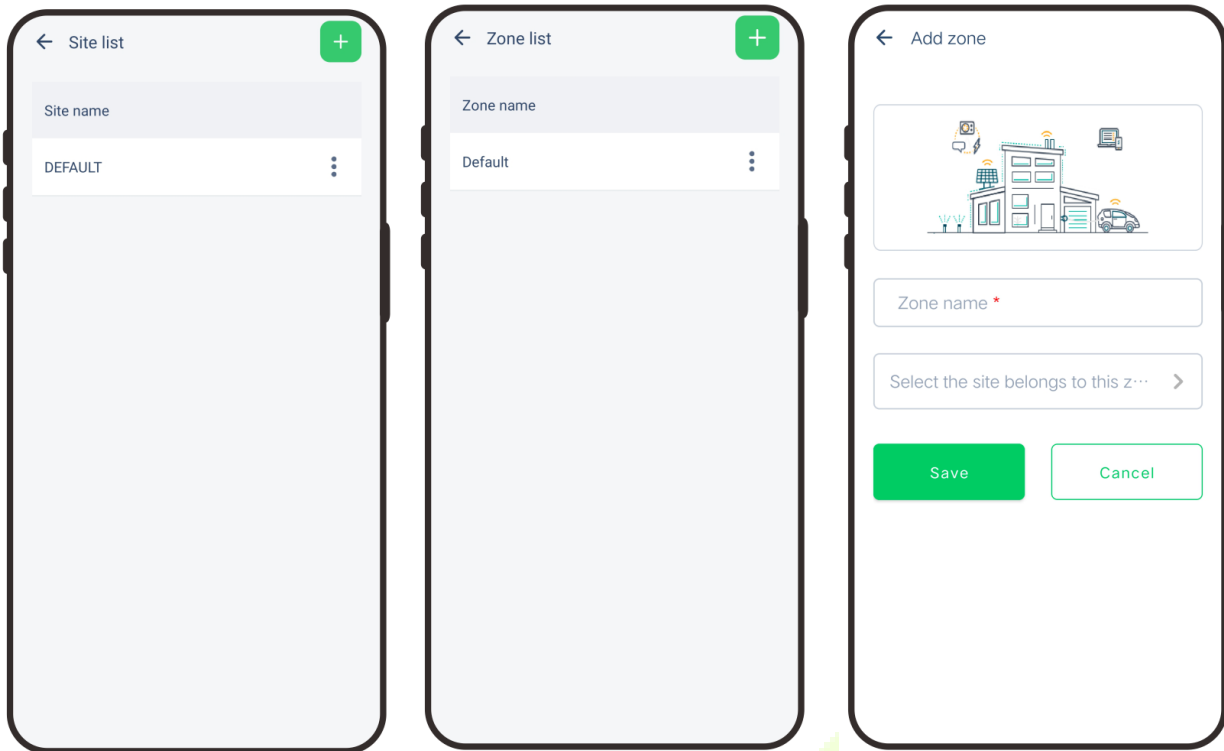 Site list
Site name
DEFAULT
Zone list
Zone name
Default
Add zone
Zone name *
Select the site belongs to this z···
Save
Cancel